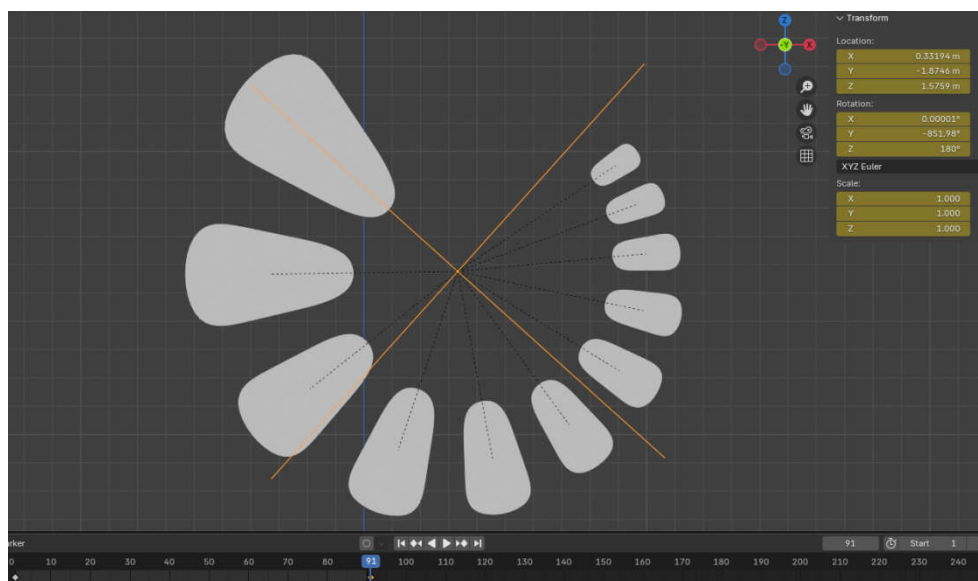 Transform
Z
-Y X
Location:
X 0.33194 m
Y -1.8746 m
Z 1.5759 m
Rotation:
X 0.00001°
Y -851.98°
Z 180°
XYZ Euler
Scale:
X 1.000
Y 1.000
Z 1.000
arker
91 Start 1
0 10 20 30 40 50 60 70 80 91 100 110 120 130 140 150 160 170 180 190 200 210 220 230 240